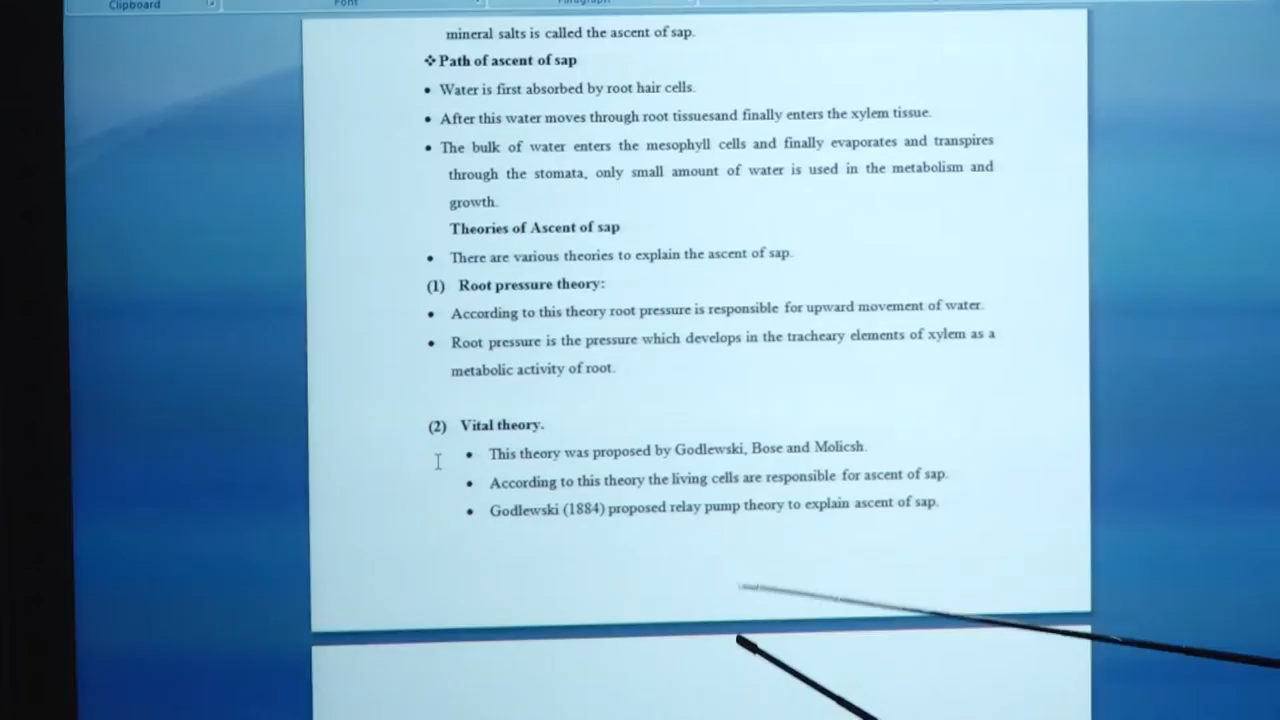 Clipboard
Font
Paragraph
mineral salts is called the ascent of sap.
❖ Path of ascent of sap
• Water is first absorbed by root hair cells.
• After this water moves through root tissuesand finally enters the xylem tissue.
• The bulk of water enters the mesophyll cells and finally evaporates and transpires
through the stomata, only small amount of water is used in the metabolism and
growth.
Theories of Ascent of sap
• There are various theories to explain the ascent of sap.
(1) Root pressure theory:
• According to this theory root pressure is responsible for upward movement of water.
• Root pressure is the pressure which develops in the tracheary elements of xylem as a
metabolic activity of root.
(2) Vital theory.
• This theory was proposed by Godlewski, Bose and Molicsh.
• According to this theory the living cells are responsible for ascent of sap.
• Godlewski (1884) proposed relay pump theory to explain ascent of sap.